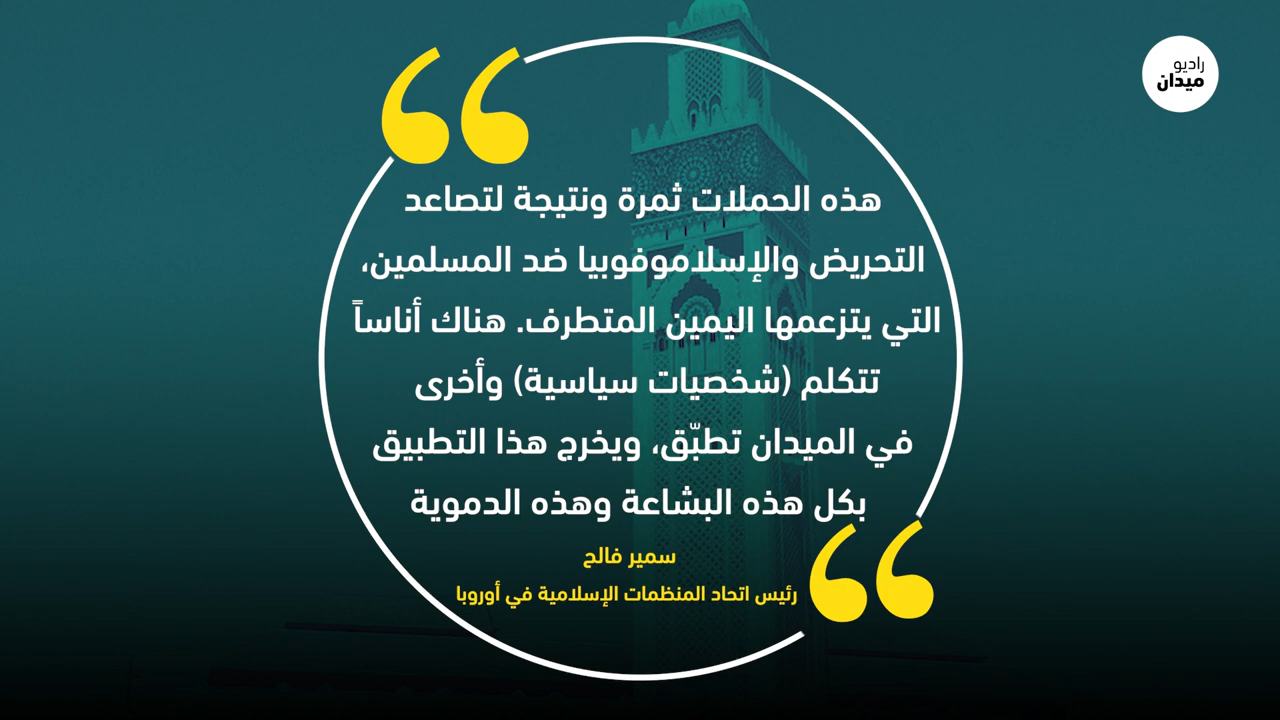 راديو
ميدان
هذه الحملات ثمرة ونتيجة لتصاعد
التحريض والإسلاموفوبيا ضد المسلمين،
التي يتزعمها اليمين المتطرف. هناك أناساً
تتكلم (شخصيات سياسية) وأخرى
في الميدان تطبّق، ويخرج هذا التطبيق
بكل هذه البشاعة وهذه الدموية
سمير فالح
رئيس اتحاد المنظمات الإسلامية في أوروبا